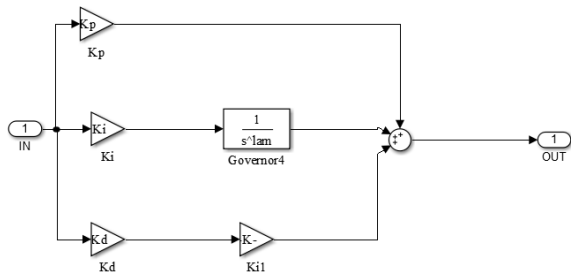 Kp
Kp
1
IN
Ki
Ki
1
s^lam
Governor4
+
+
+
1
OUT
Kd
Kd
K-
Ki1